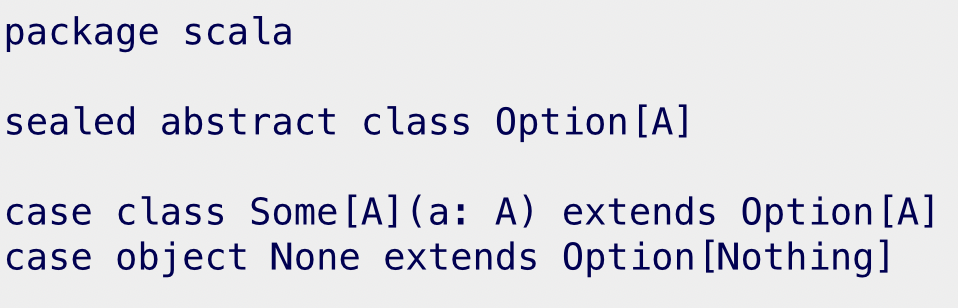 package scala
sealed abstract class Option[A]
case class Some[A](a: A) extends Option[A]
case object None extends Option[Nothing]